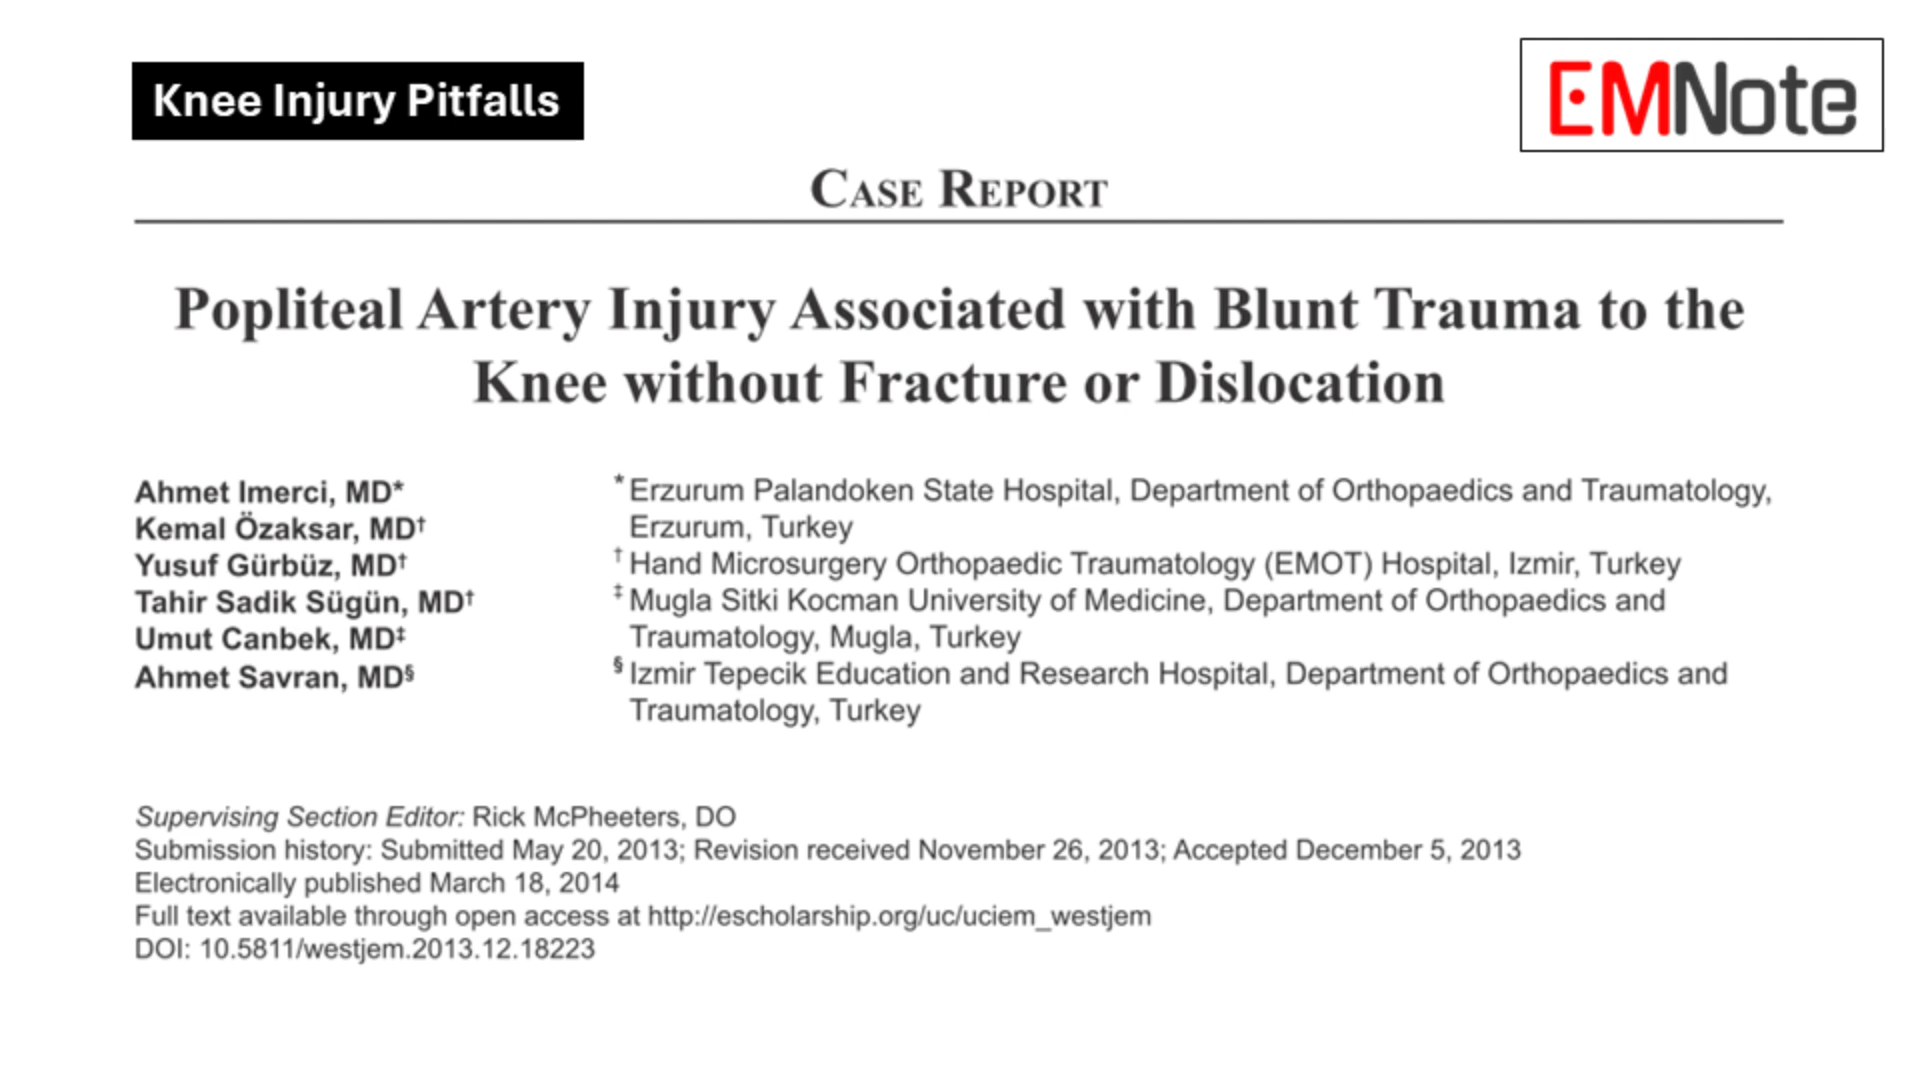 Knee Injury Pitfalls
EMNote
CASE REPORT
Popliteal Artery Injury Associated with Blunt Trauma to the
Knee without Fracture or Dislocation
Ahmet Imerci, MD*
Kemal Özaksar, MD†
Yusuf Gürbüz, MD†
Tahir Sadik Sügün, MD†
Umut Canbek, MD‡
Ahmet Savran, MD§
* Erzurum Palandoken State Hospital, Department of Orthopaedics and Traumatology,
Erzurum, Turkey
† Hand Microsurgery Orthopaedic Traumatology (EMOT) Hospital, Izmir, Turkey
‡ Mugla Sitki Kocman University of Medicine, Department of Orthopaedics and
Traumatology, Mugla, Turkey
§ Izmir Tepecik Education and Research Hospital, Department of Orthopaedics and
Traumatology, Turkey
Supervising Section Editor: Rick McPheeters, DO
Submission history: Submitted May 20, 2013; Revision received November 26, 2013; Accepted December 5, 2013
Electronically published March 18, 2014
Full text available through open access at http://escholarship.org/uc/uciem_westjem
DOI: 10.5811/westjem.2013.12.18223